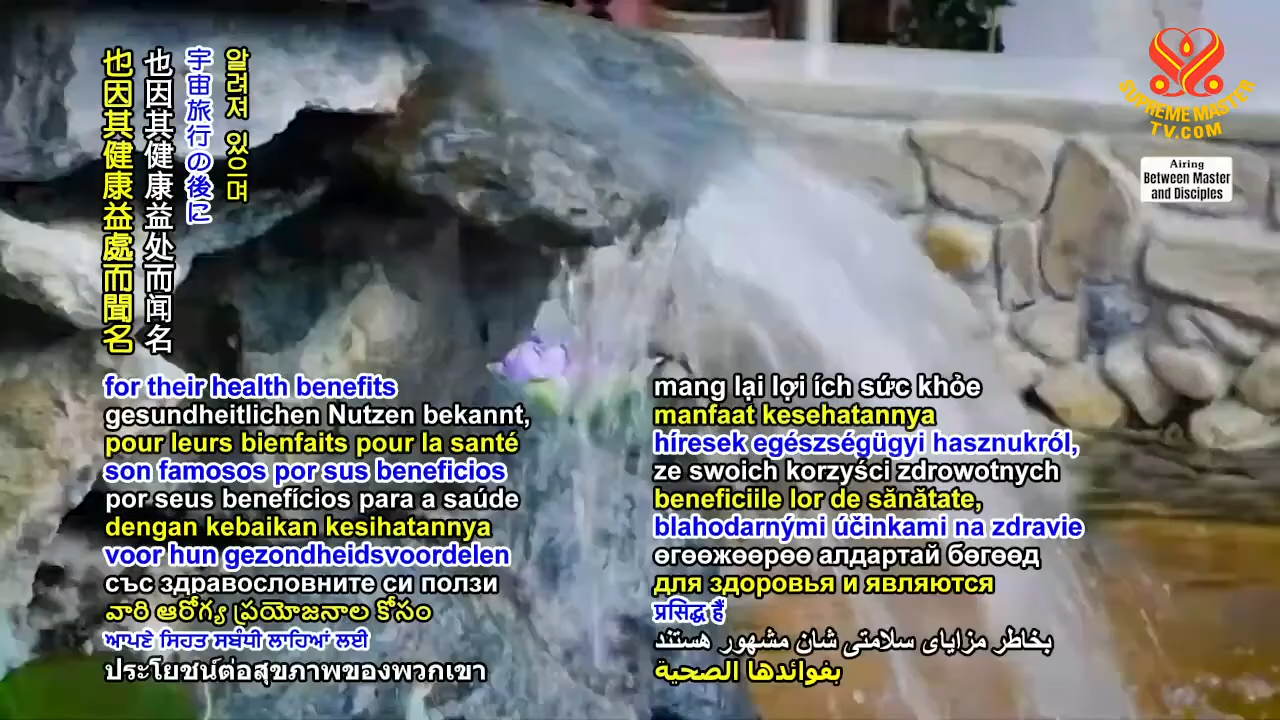 也因其健康益處而聞名
也因其健康益处而闻名
宇宙旅行の後に
알려져 있으며
SUPREME MASTER
TV.COM
Airing
Between Master
and Disciples
for their health benefits
gesundheitlichen Nutzen bekannt,
pour leurs bienfaits pour la santé
son famosos por sus beneficios
por seus benefícios para a saúde
dengan kebaikan kesihatannya
voor hun gezondheidsvoordelen
със здравословните си ползи
వారి ఆరోగ్య ప్రయోజనాల కోసం
ਆਪਣੇ ਸਿਹਤ ਸਬੰਧੀ ਲਾਹਿਆਂ ਲਈ
ประโยชน์ต่อสุขภาพของพวกเขา
mang lại lợi ích sức khỏe
manfaat kesehatannya
híresek egészségügyi hasznukról,
ze swoich korzyści zdrowotnych
beneficiile lor de sănătate,
blahodarnými účinkami na zdravie
өгөөжөөрөө алдартай бөгөөд
для здоровья и являются
प्रसिद्ध हैं
بخاطر مزایای سلامتی شان مشهور هستند
بفوائدها الصحية